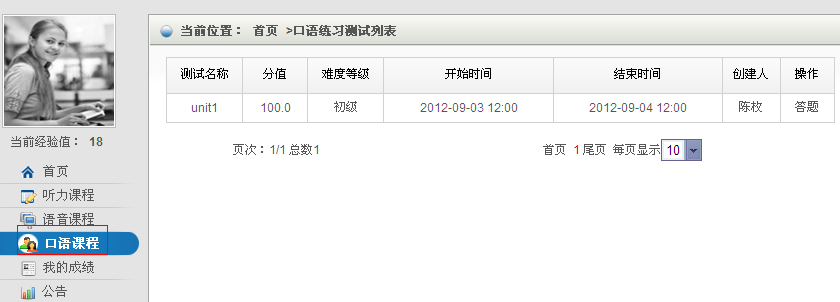 当前位置： 首页 >口语练习测试列表
测试名称 分值 难度等级 开始时间 结束时间 创建人 操作
unit1 100.0 初级 2012-09-03 12:00 2012-09-04 12:00 陈枚 答题
页次：1/1 总数1 首页 1 尾页 每页显示 10
当前经验值： 18
首页
听力课程
语音课程
口语课程
我的成绩
公告